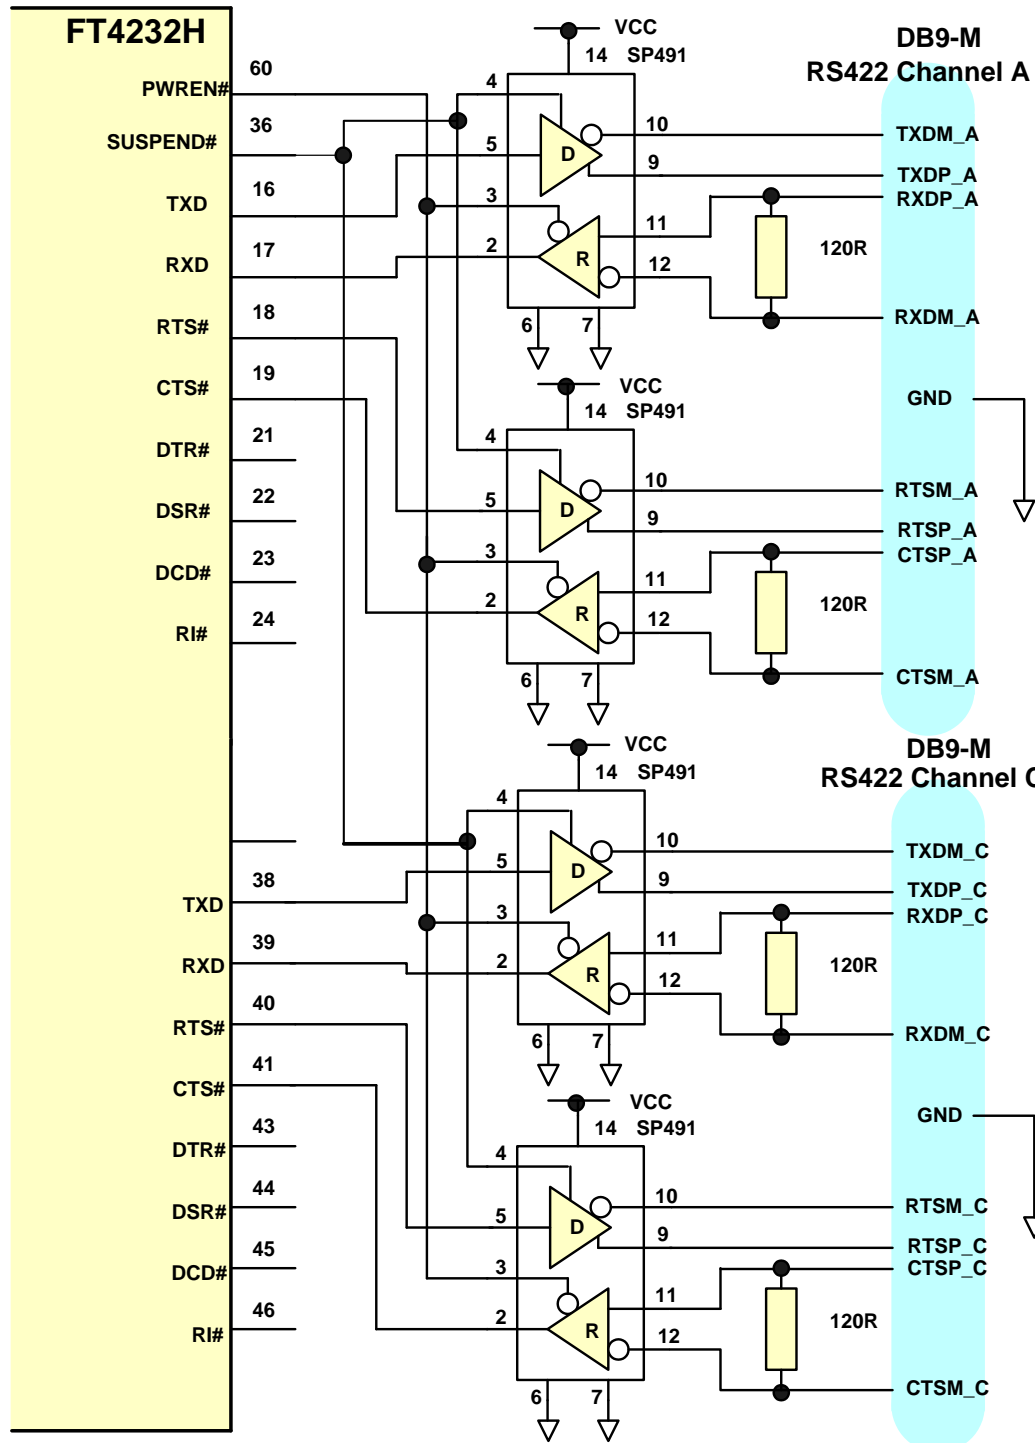 FT4232H
PWREN#
60
SUSPEND#
36
TXD
16
RXD
17
RTS#
18
CTS#
19
DTR#
21
DSR#
22
DCD#
23
RI#
24
TXD
38
RXD
39
RTS#
40
CTS#
41
DTR#
43
DSR#
44
DCD#
45
RI#
46
VCC
14 SP491
4
5
3
2
D
R
10
9
11
12
6
7
VCC
14 SP491
4
5
3
2
D
R
10
9
11
12
6
7
VCC
14 SP491
4
5
3
2
D
R
10
9
11
12
6
7
VCC
14 SP491
4
5
3
2
D
R
10
9
11
12
6
7
DB9-M
RS422 Channel A
TXDM_A
TXDP_A
RXDP_A
120R
RXDM_A
GND
RTSM_A
RTSP_A
CTSP_A
120R
CTSM_A
DB9-M
RS422 Channel C
TXDM_C
TXDP_C
RXDP_C
120R
RXDM_C
GND
RTSM_C
RTSP_C
CTSP_C
120R
CTSM_C